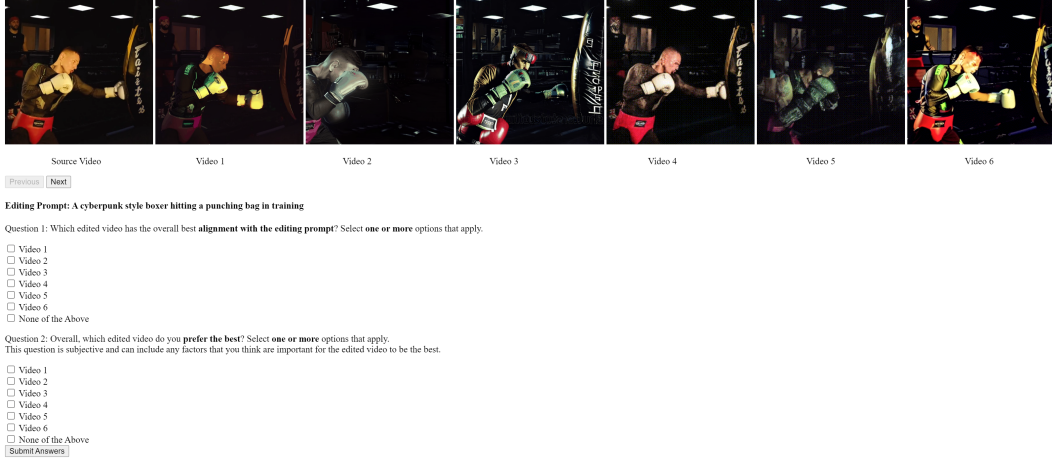 Source Video
Video 1
Video 2
Video 3
Video 4
Video 5
Video 6
Previous Next
Editing Prompt: A cyberpunk style boxer hitting a punching bag in training
Question 1: Which edited video has the overall best alignment with the editing prompt? Select one or more options that apply.
Video 1
Video 2
Video 3
Video 4
Video 5
Video 6
None of the Above
Question 2: Overall, which edited video do you prefer the best? Select one or more options that apply.
This question is subjective and can include any factors that you think are important for the edited video to be the best.
Video 1
Video 2
Video 3
Video 4
Video 5
Video 6
None of the Above
Submit Answers